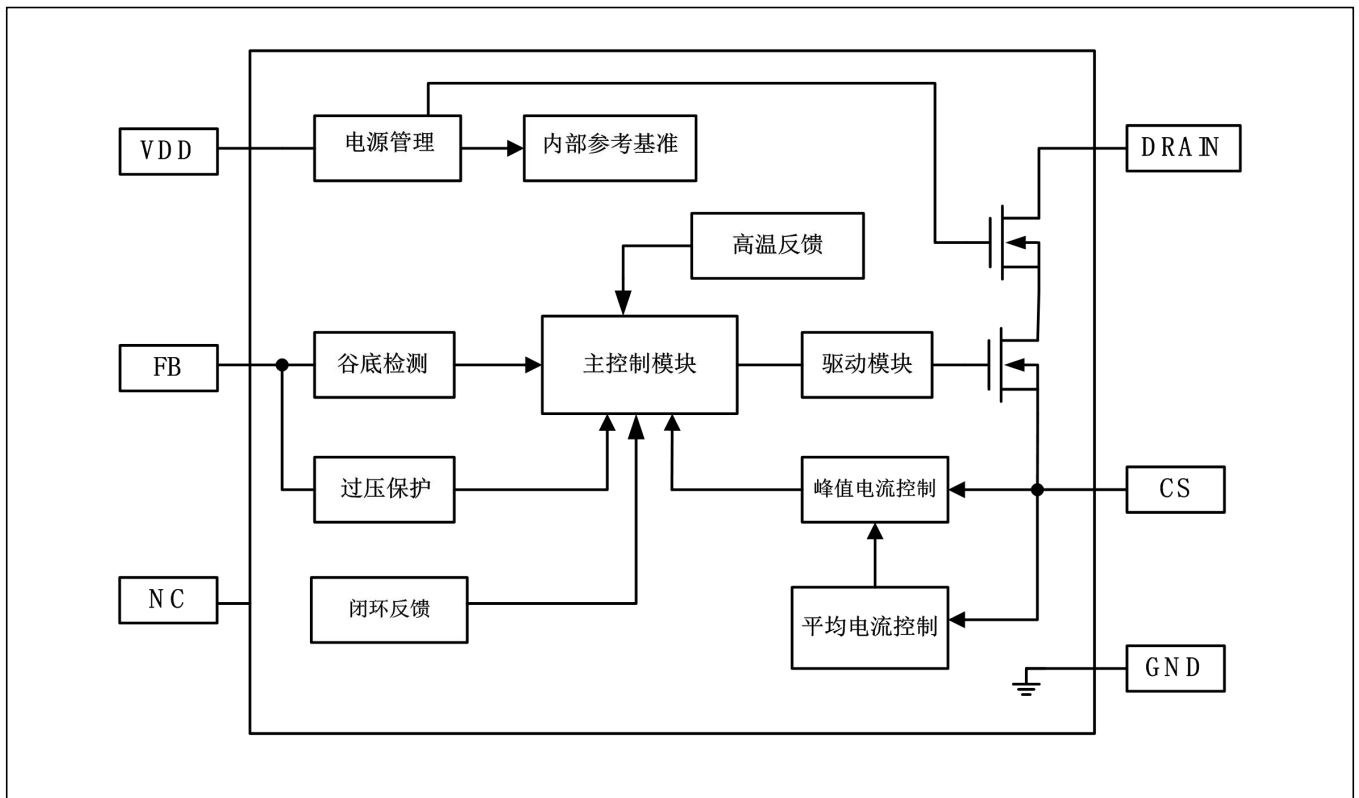 VDD
电源管理
内部参考基准
DRAIN
高温反馈
FB
谷底检测
主控制模块
驱动模块
过压保护
峰值电流控制
CS
NC
闭环反馈
平均电流控制
GND